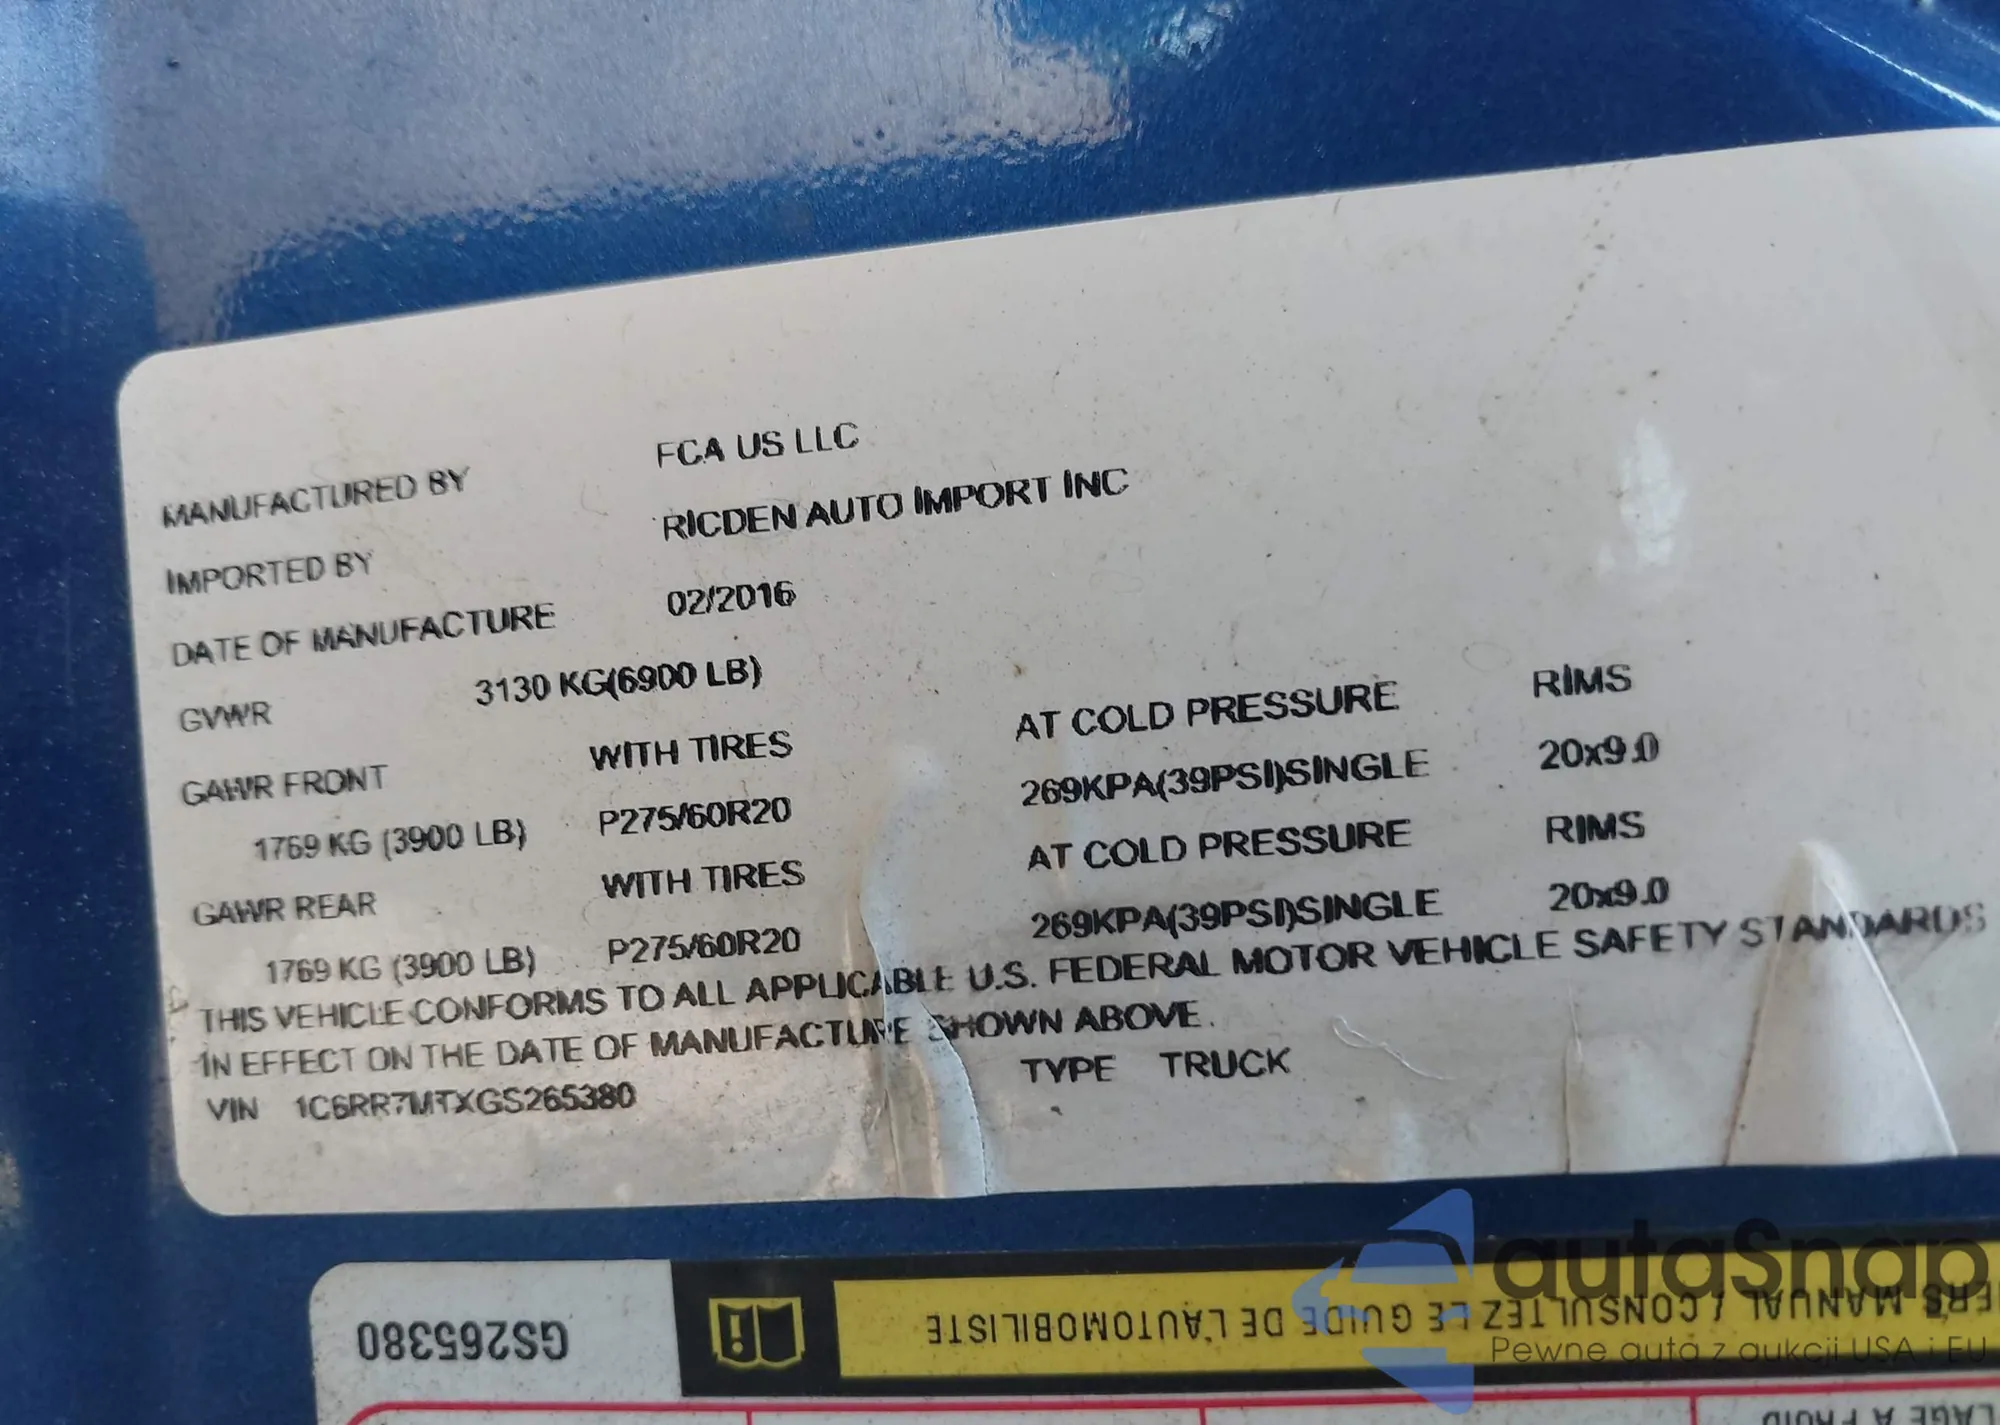 MANUFACTURED BY FCA US LLC
IMPORTED BY RICDEN AUTO IMPORT INC
DATE OF MANUFACTURE 02/2016
GVWR 3130 KG(6900 LB)
GAWR FRONT WITH TIRES AT COLD PRESSURE RIMS
1769 KG (3900 LB) P275/60R20 269KPA(39PSI)SINGLE 20x9.0
GAWR REAR WITH TIRES AT COLD PRESSURE RIMS
1769 KG (3900 LB) P275/60R20 269KPA(39PSI)SINGLE 20x9.0
THIS VEHICLE CONFORMS TO ALL APPLICABLE U.S. FEDERAL MOTOR VEHICLE SAFETY STANDARDS
IN EFFECT ON THE DATE OF MANUFACTURE SHOWN ABOVE.
VIN 1C6RR7MTXGS265380 TYPE TRUCK
GS265380
MANUAL / CONSULTEZ LE GUIDE DE L'AUTOMOBILISTE
autoSnap
Pewne auta z aukcji USA i EU